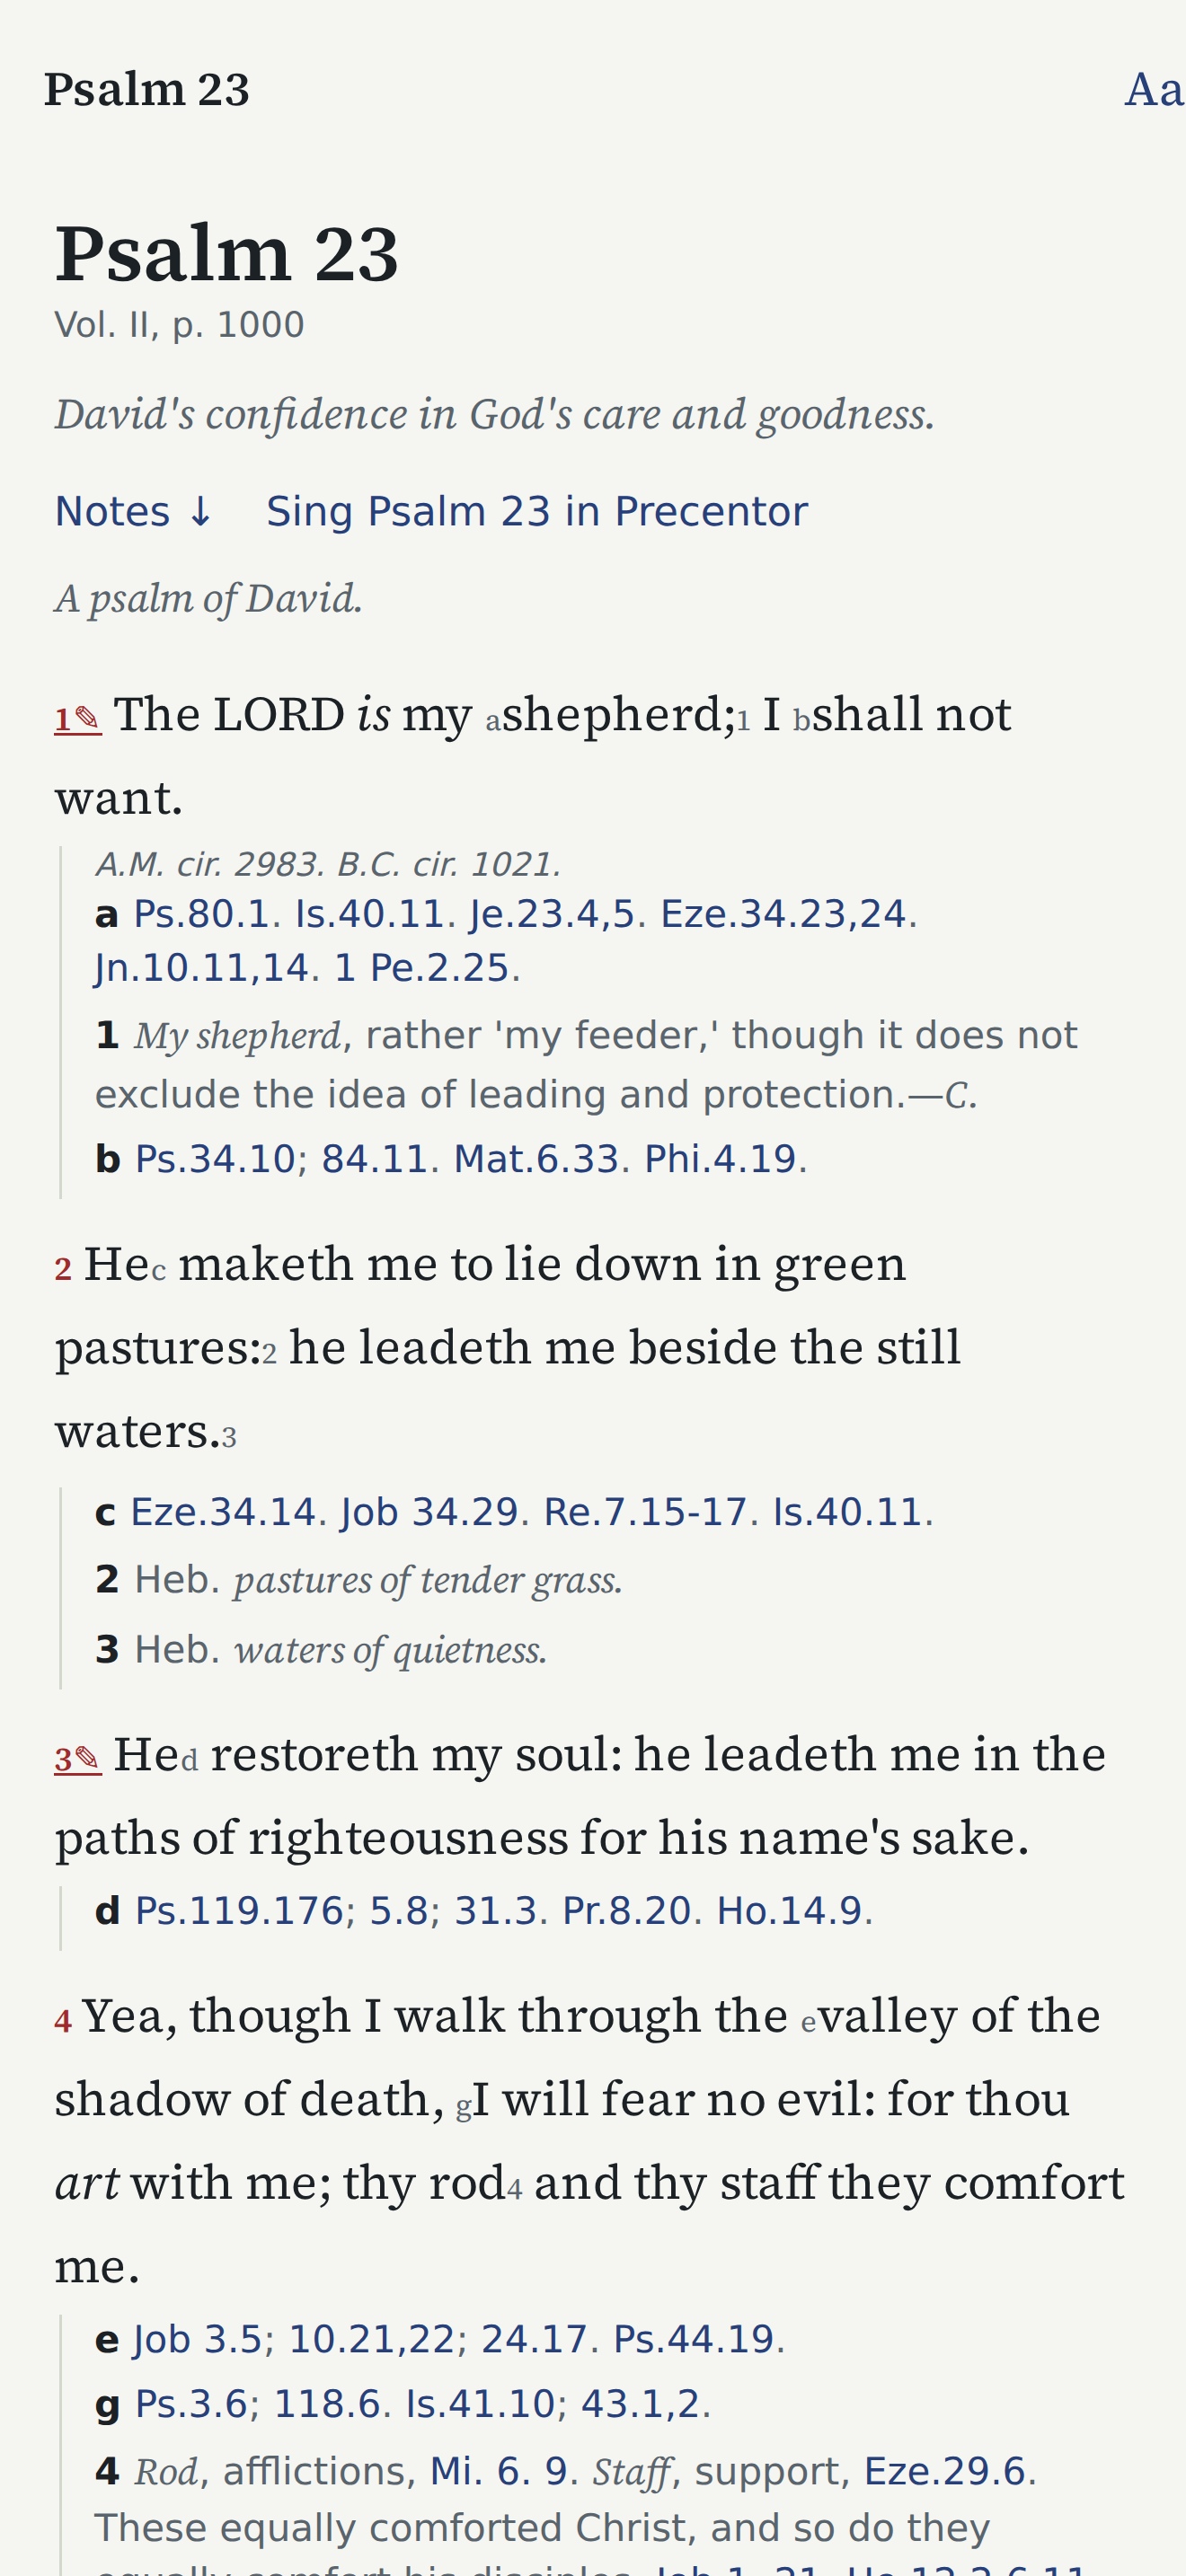 Psalm 23 Aa
Psalm 23
Vol. II, p. 1000
David's confidence in God's care and goodness.
Notes ↓ Sing Psalm 23 in Precentor
A psalm of David.
1✎ The LORD is my ashepherd;1 I bshall not
want.
A.M. cir. 2983. B.C. cir. 1021.
a Ps.80.1. Is.40.11. Je.23.4,5. Eze.34.23,24.
Jn.10.11,14. 1 Pe.2.25.
1 My shepherd, rather 'my feeder,' though it does not
exclude the idea of leading and protection.—C.
b Ps.34.10; 84.11. Mat.6.33. Phi.4.19.
2 Hec maketh me to lie down in green
pastures:2 he leadeth me beside the still
waters.3
c Eze.34.14. Job 34.29. Re.7.15-17. Is.40.11.
2 Heb. pastures of tender grass.
3 Heb. waters of quietness.
3✎ Hed restoreth my soul: he leadeth me in the
paths of righteousness for his name's sake.
d Ps.119.176; 5.8; 31.3. Pr.8.20. Ho.14.9.
4 Yea, though I walk through the evalley of the
shadow of death, gI will fear no evil: for thou
art with me; thy rod4 and thy staff they comfort
me.
e Job 3.5; 10.21,22; 24.17. Ps.44.19.
g Ps.3.6; 118.6. Is.41.10; 43.1,2.
4 Rod, afflictions, Mi. 6. 9. Staff, support, Eze.29.6.
These equally comforted Christ, and so do they
equally comfort his disciples, Job 1. 21.